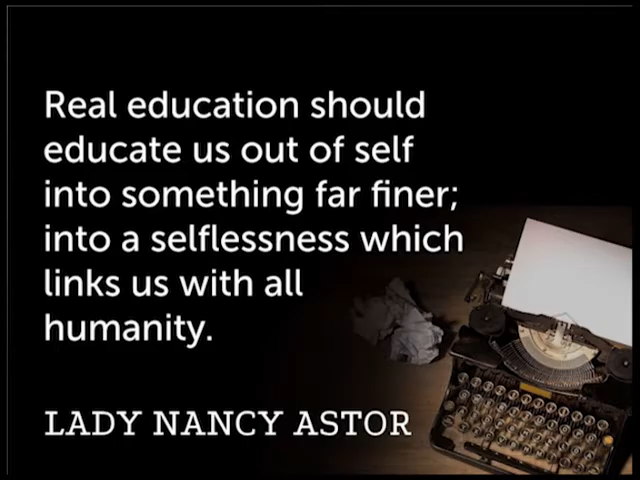 Real education should
educate us out of self
into something far finer;
into a selflessness which
links us with all
humanity.
LADY NANCY ASTOR